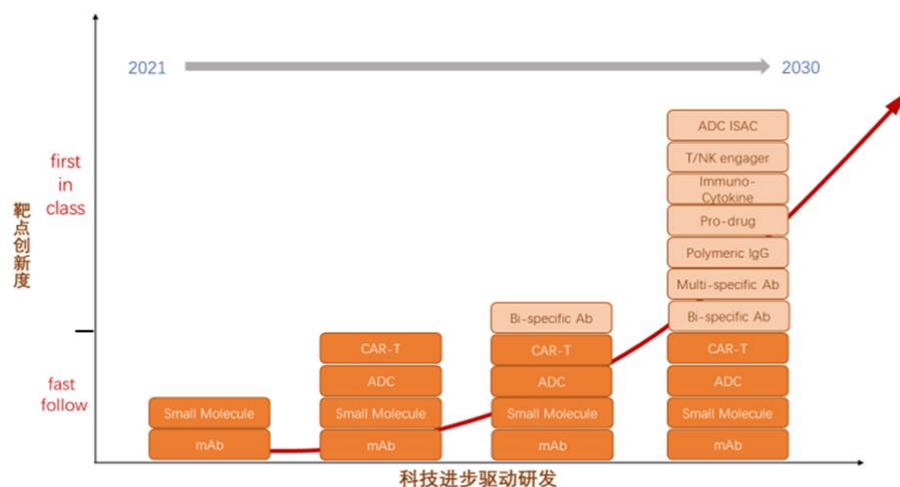 2021
2030
first
in
class
靶点创新度
fast
follow
Small Molecule
mAb
CAR-T
ADC
Small Molecule
mAb
Bi-specific Ab
CAR-T
ADC
Small Molecule
mAb
ADC ISAC
T/NK engager
Immuno-
Cytokine
Pro-drug
Polymeric IgG
Multi-specific Ab
Bi-specific Ab
CAR-T
ADC
Small Molecule
mAb
科技进步驱动研发